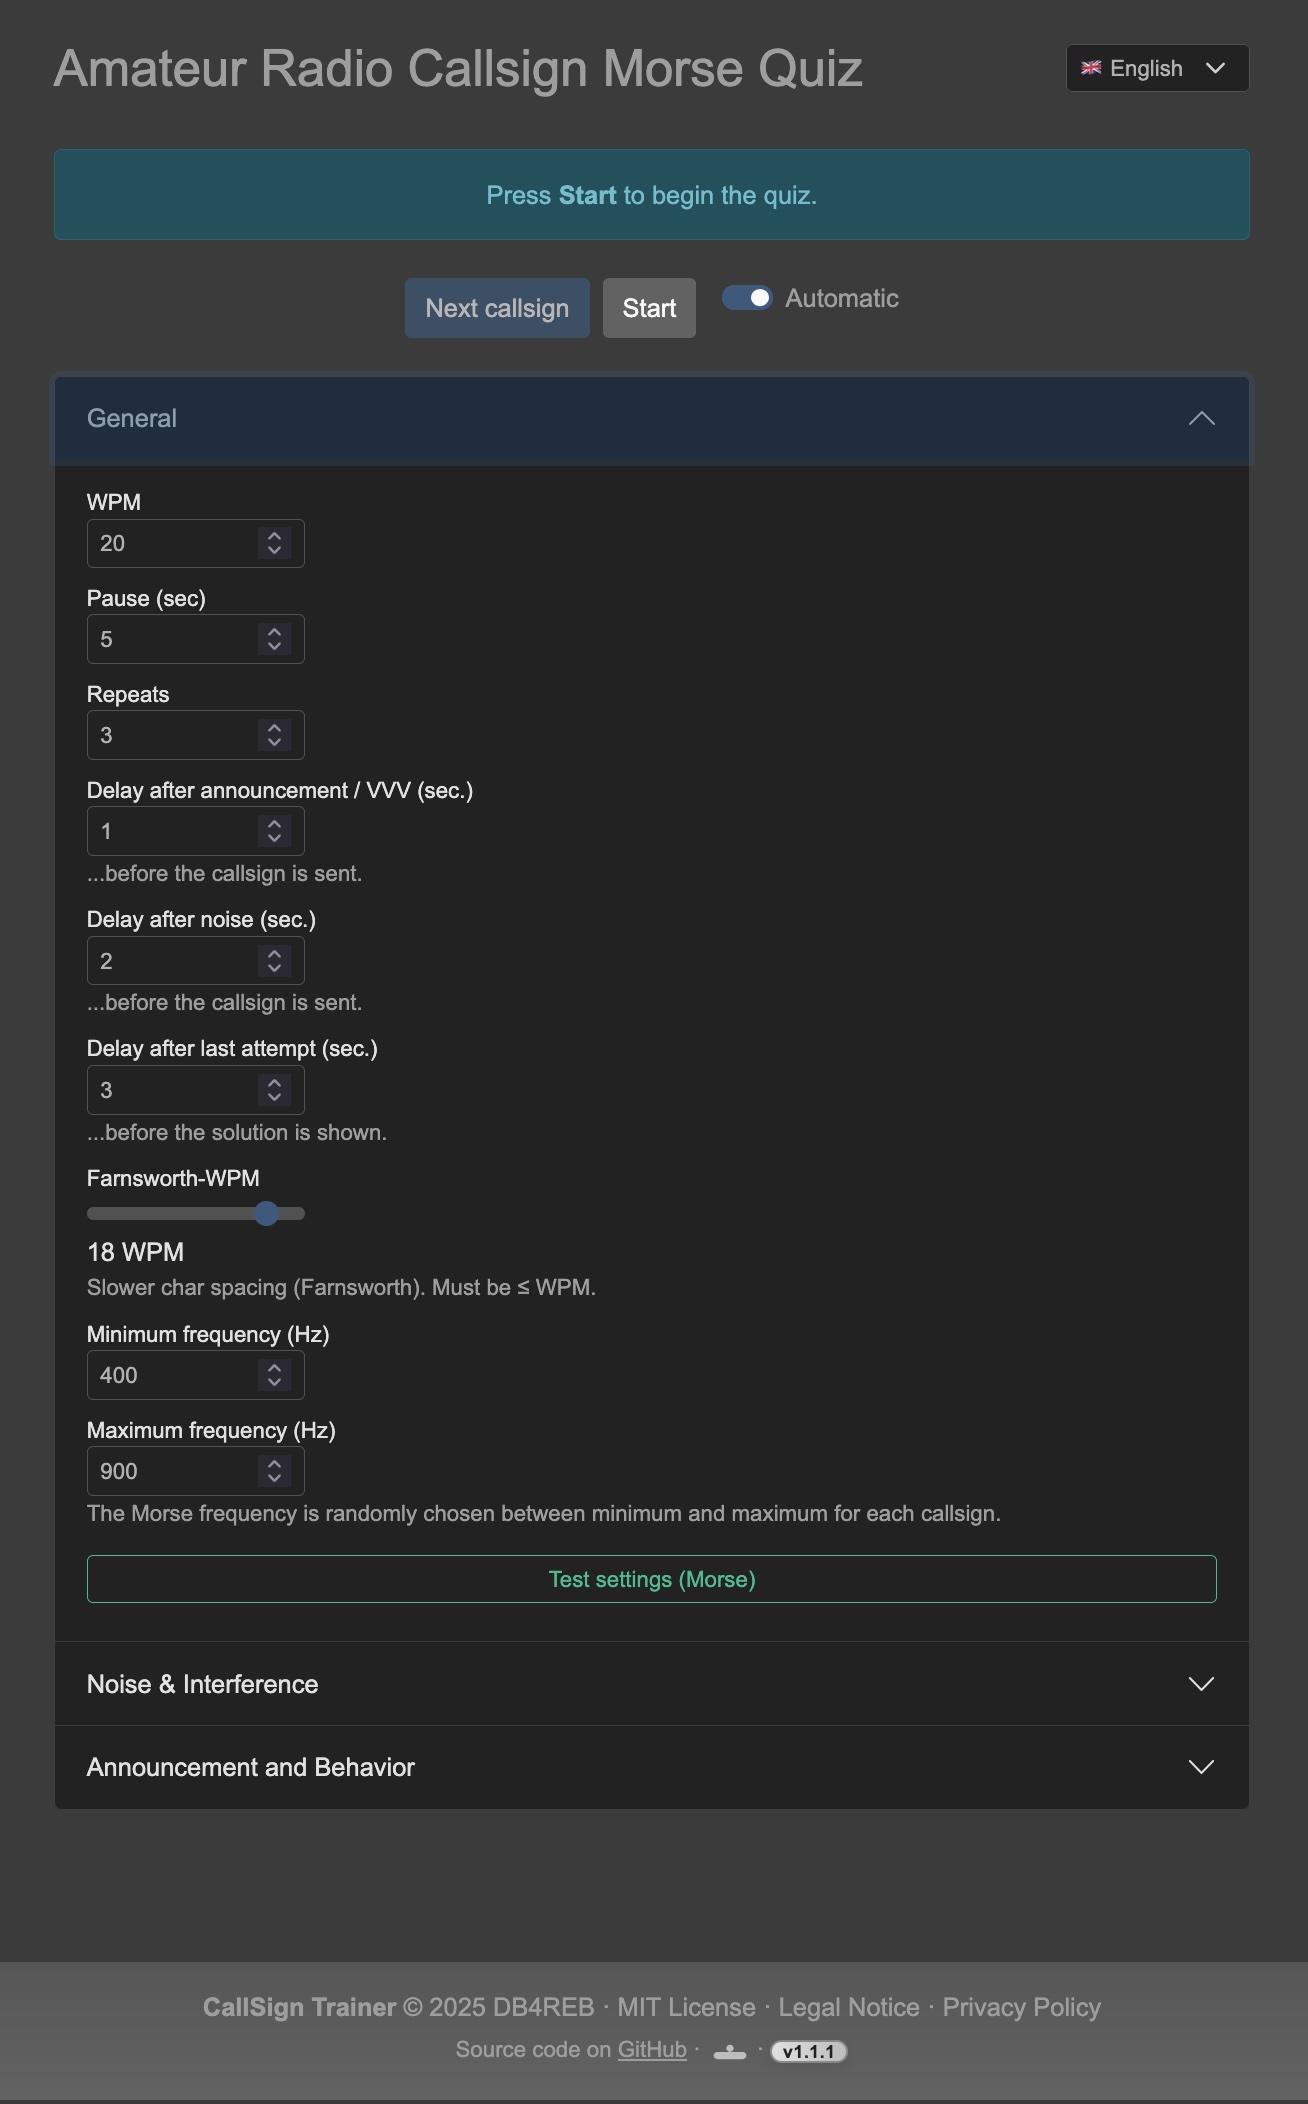 Amateur Radio Callsign Morse Quiz
English
Press Start to begin the quiz.
Next callsign
Start
Automatic
General
WPM
20
Pause (sec)
5
Repeats
3
Delay after announcement / VVV (sec.)
1
...before the callsign is sent.
Delay after noise (sec.)
2
...before the callsign is sent.
Delay after last attempt (sec.)
3
...before the solution is shown.
Farnsworth-WPM
18 WPM
Slower char spacing (Farnsworth). Must be ≤ WPM.
Minimum frequency (Hz)
400
Maximum frequency (Hz)
900
The Morse frequency is randomly chosen between minimum and maximum for each callsign.
Test settings (Morse)
Noise & Interference
Announcement and Behavior
CallSign Trainer © 2025 DB4REB · MIT License · Legal Notice · Privacy Policy
Source code on GitHub · · v1.1.1